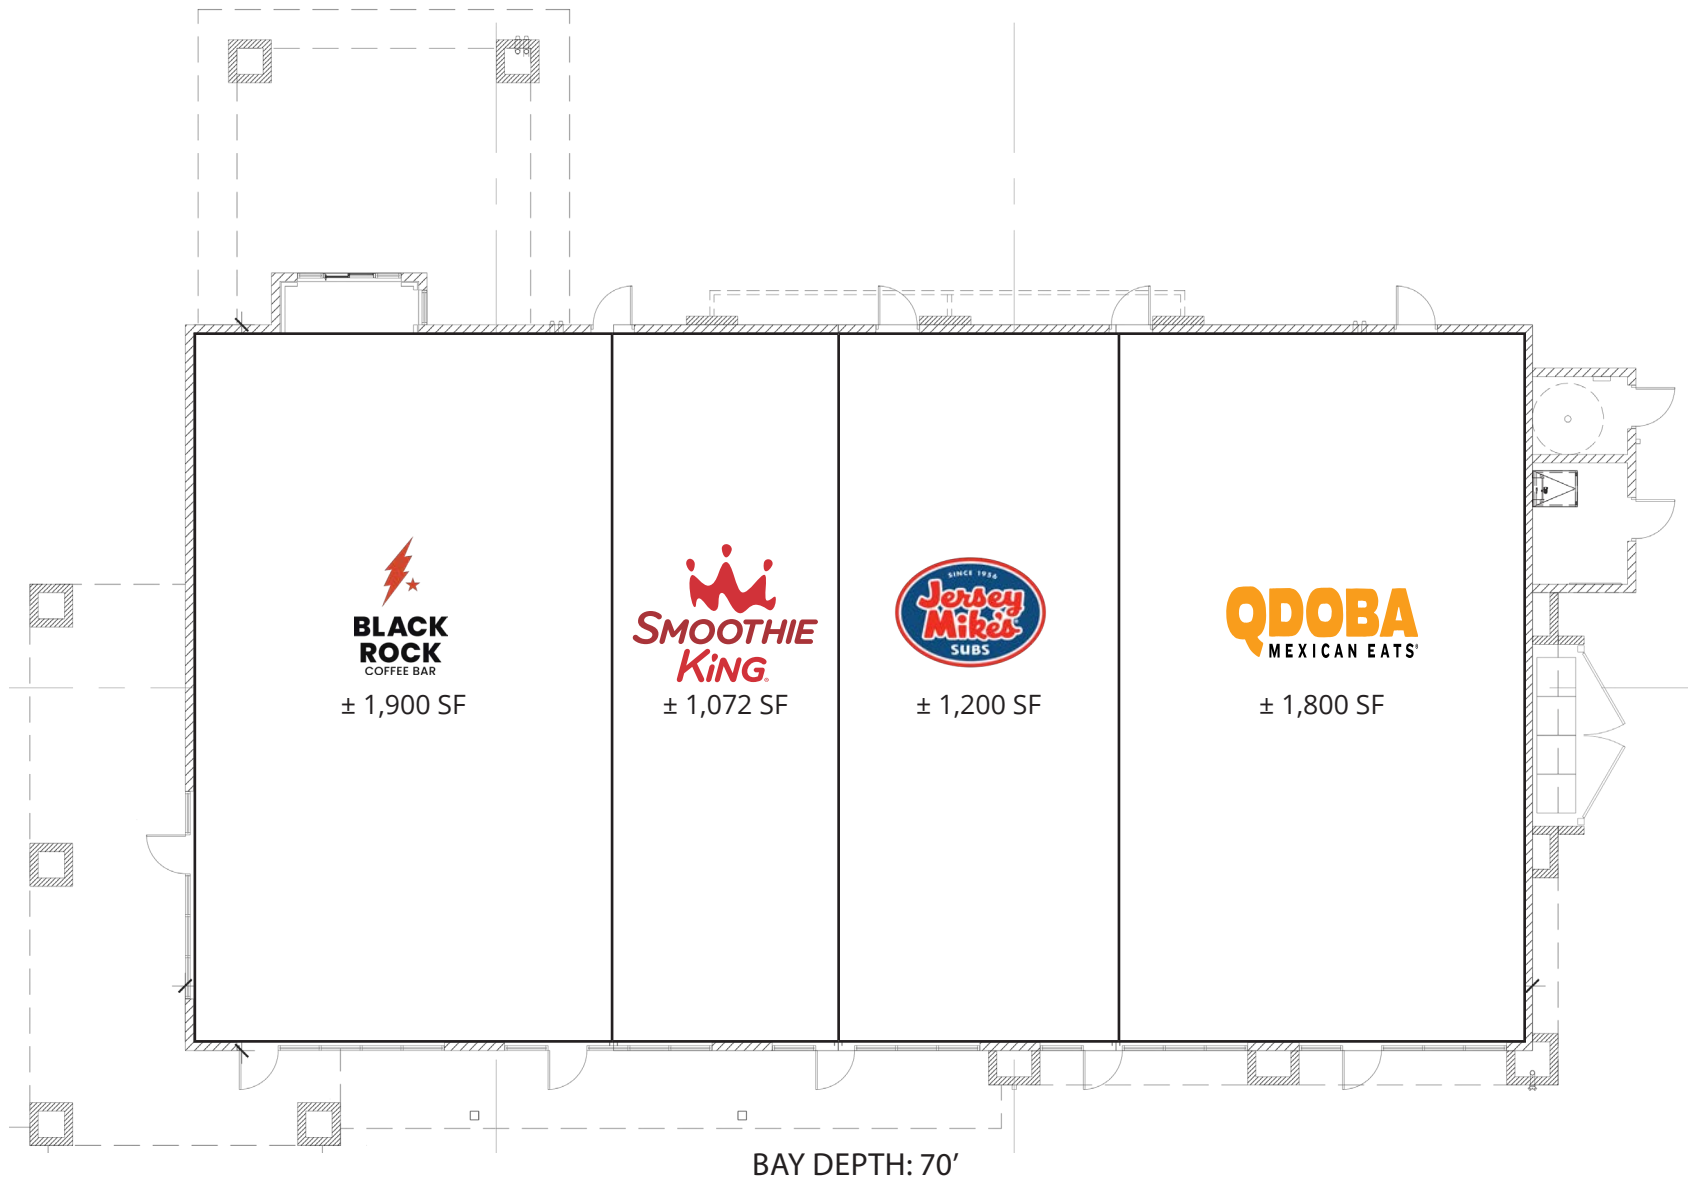 BLACK
ROCK
COFFEE BAR
± 1,900 SF
SMOOTHIE
KiNG®
± 1,072 SF
SINCE 1956
Jersey
Mike's
SUBS
± 1,200 SF
QDOBA
MEXICAN EATS®
± 1,800 SF
BAY DEPTH: 70’